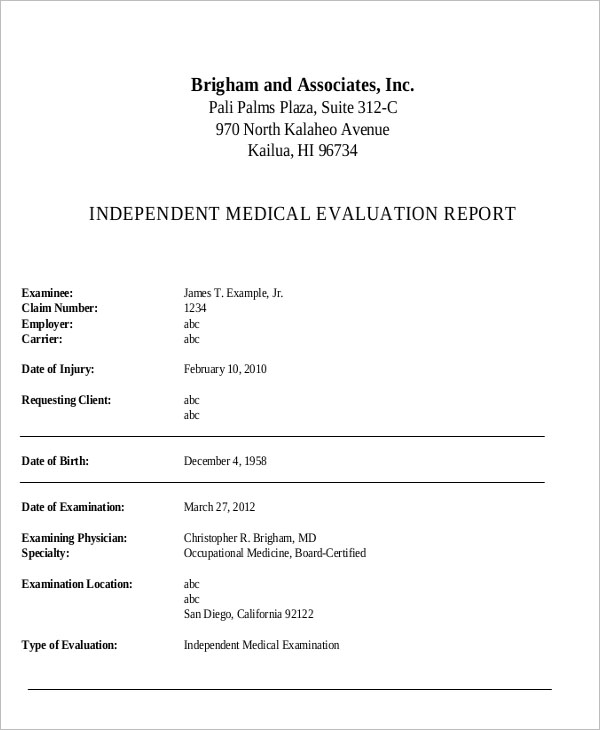 Brigham and Associates, Inc.
Pali Palms Plaza, Suite 312-C
970 North Kalaheo Avenue
Kailua, HI 96734
INDEPENDENT MEDICAL EVALUATION REPORT
Examinee: James T. Example, Jr.
Claim Number: 1234
Employer: abc
Carrier: abc
Date of Injury: February 10, 2010
Requesting Client: abc
abc
Date of Birth: December 4, 1958
Date of Examination: March 27, 2012
Examining Physician: Christopher R. Brigham, MD
Specialty: Occupational Medicine, Board-Certified
Examination Location: abc
abc
San Diego, California 92122
Type of Evaluation: Independent Medical Examination